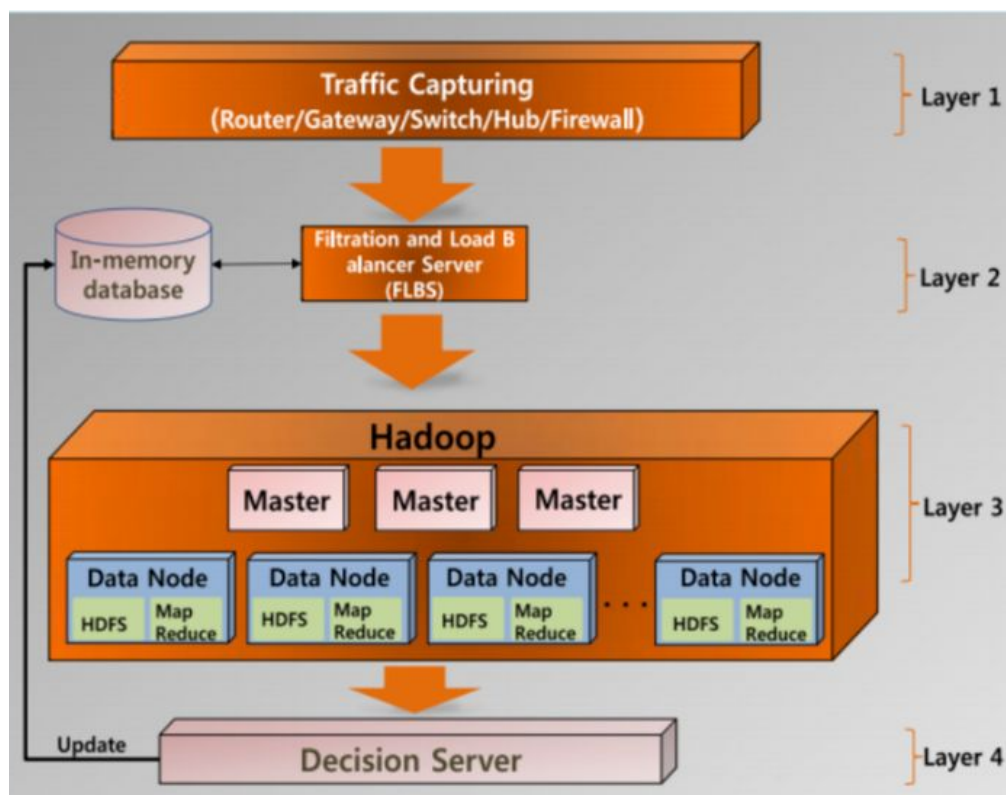 Traffic Capturing
(Router/Gateway/Switch/Hub/Firewall)
Layer 1
Filtration and Load B
alancer Server
(FLBS)
In-memory
database
Layer 2
Hadoop
Master
Master
Master
Layer 3
Data Node
HDFS
Map
Reduce
Data Node
HDFS
Map
Reduce
Data Node
HDFS
Map
Reduce
. . .
Data Node
HDFS
Map
Reduce
Update
Decision Server
Layer 4